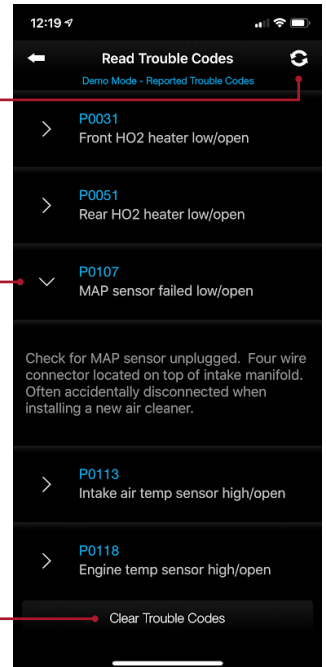 12:19
Read Trouble Codes
Demo Mode - Reported Trouble Codes
P0031
Front HO2 heater low/open
P0051
Rear HO2 heater low/open
P0107
MAP sensor failed low/open
Check for MAP sensor unplugged.  Four wire
connector located on top of intake manifold.
Often accidentally disconnected when
installing a new air cleaner.
P0113
Intake air temp sensor high/open
P0118
Engine temp sensor high/open
Clear Trouble Codes